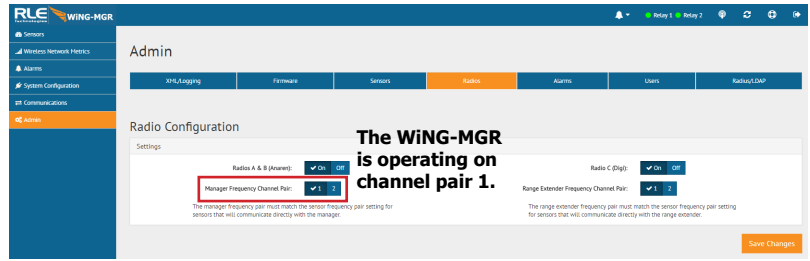 RLE WiNG-MGR
Technologies
Relay 1 Relay 2
Sensors
Wireless Network Metrics
Alarms
System Configuration
Communications
Admin
Admin
XML/Logging Firmware Sensors Radios Alarms Users Radius/LDAP
Radio Configuration
Settings
The WiNG-MGR
is operating on
channel pair 1.
Radios A & B (Anaren): On Off
Manager Frequency Channel Pair: 1 2
The manager frequency pair must match the sensor frequency pair setting for
sensors that will communicate directly with the manager.
Radio C (Digi): On Off
Range Extender Frequency Channel Pair: 1 2
The range extender frequency pair must match the sensor frequency pair setting
for sensors that will communicate directly with the range extender.
Save Changes